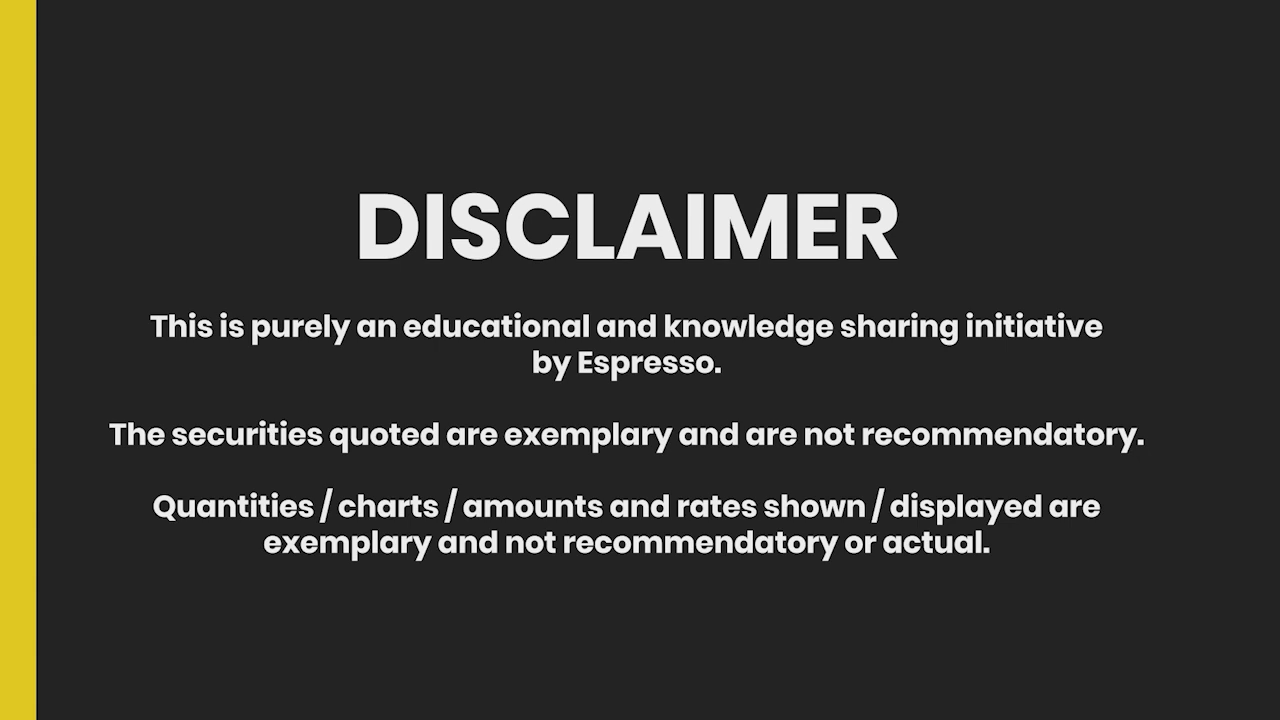 DISCLAIMER
This is purely an educational and knowledge sharing initiative
by Espresso.
The securities quoted are exemplary and are not recommendatory.
Quantities / charts / amounts and rates shown / displayed are
exemplary and not recommendatory or actual.